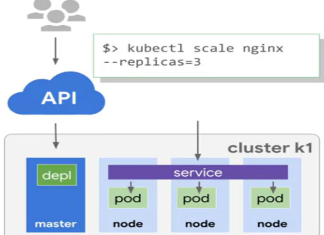 $> kubectl scale nginx
--replicas=3
API
cluster k1
depl
service
pod
pod
pod
master
node
node
node